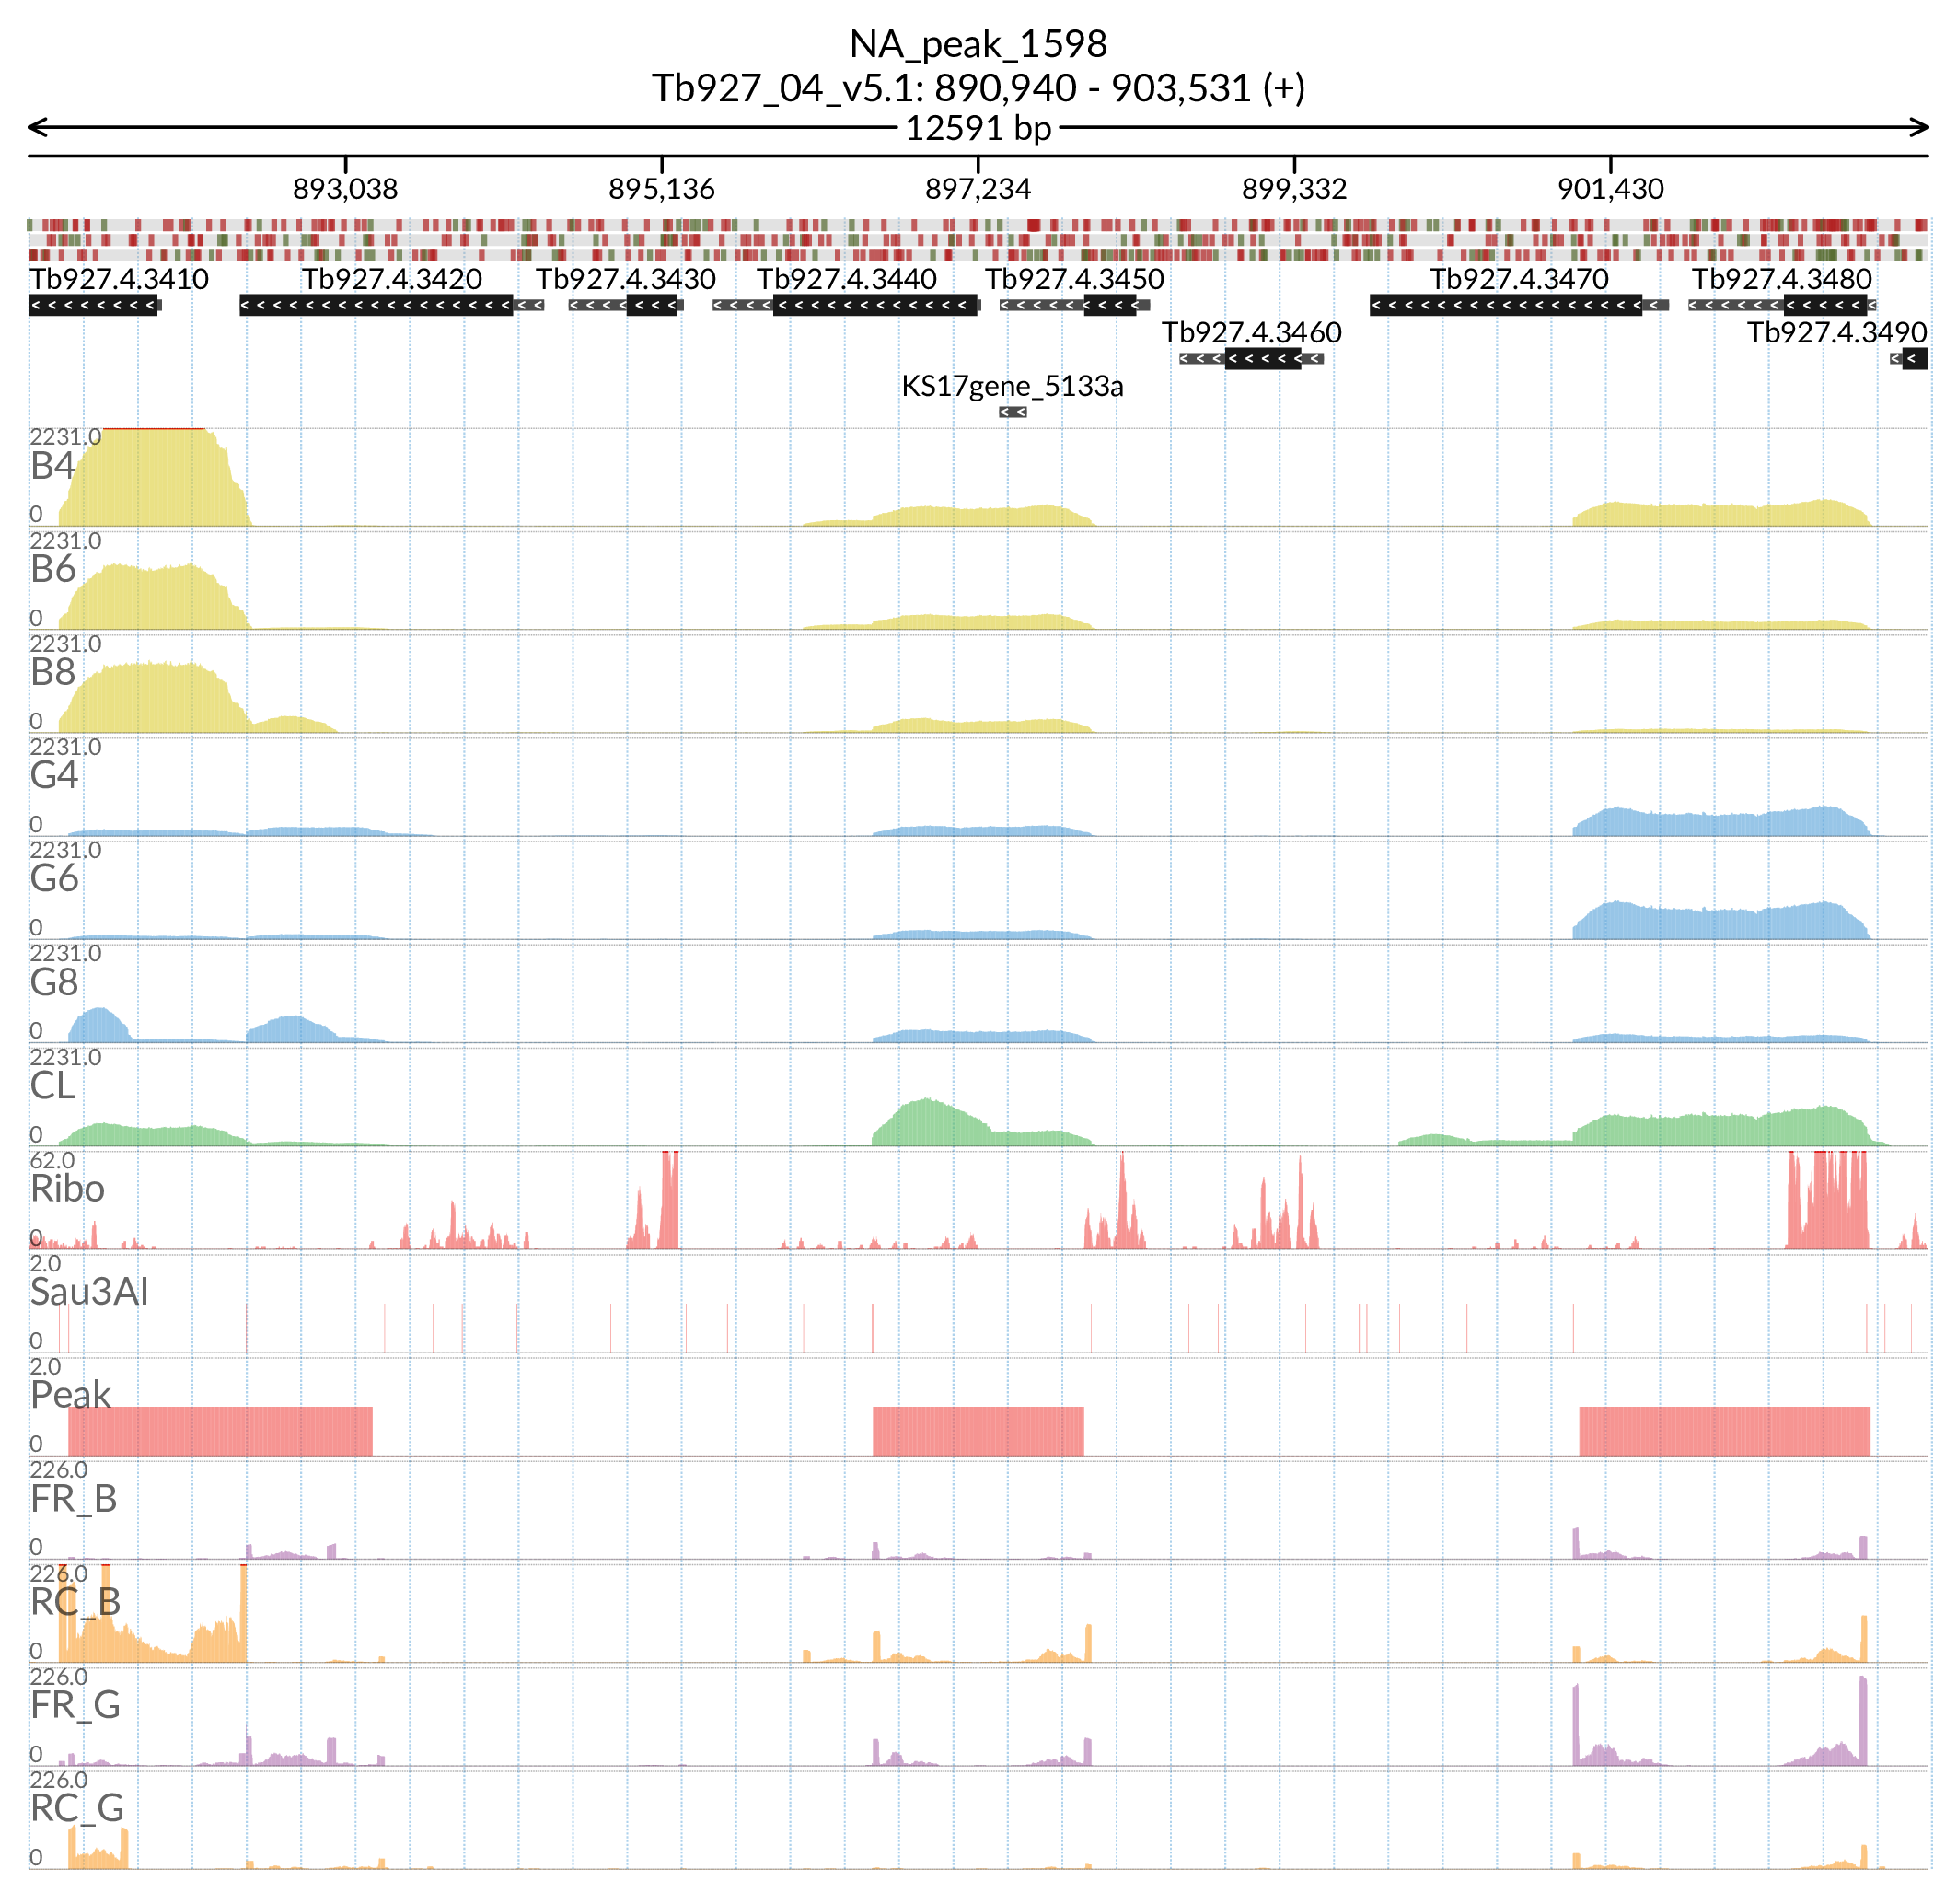 NA_peak_1598
Tb927_04_v5.1: 890,940 - 903,531 (+)
12591 bp
893,038 895,136 897,234 899,332 901,430
Tb927.4.3410 Tb927.4.3420 Tb927.4.3430 Tb927.4.3440 Tb927.4.3450 Tb927.4.3470 Tb927.4.3480
Tb927.4.3460 Tb927.4.3490
KS17gene_5133a
2231.0
B4
0
2231.0
B6
0
2231.0
B8
0
2231.0
G4
0
2231.0
G6
0
2231.0
G8
0
2231.0
CL
0
62.0
Ribo
0
2.0
Sau3AI
0
2.0
Peak
0
226.0
FR_B
0
226.0
RC_B
0
226.0
FR_G
0
226.0
RC_G
0